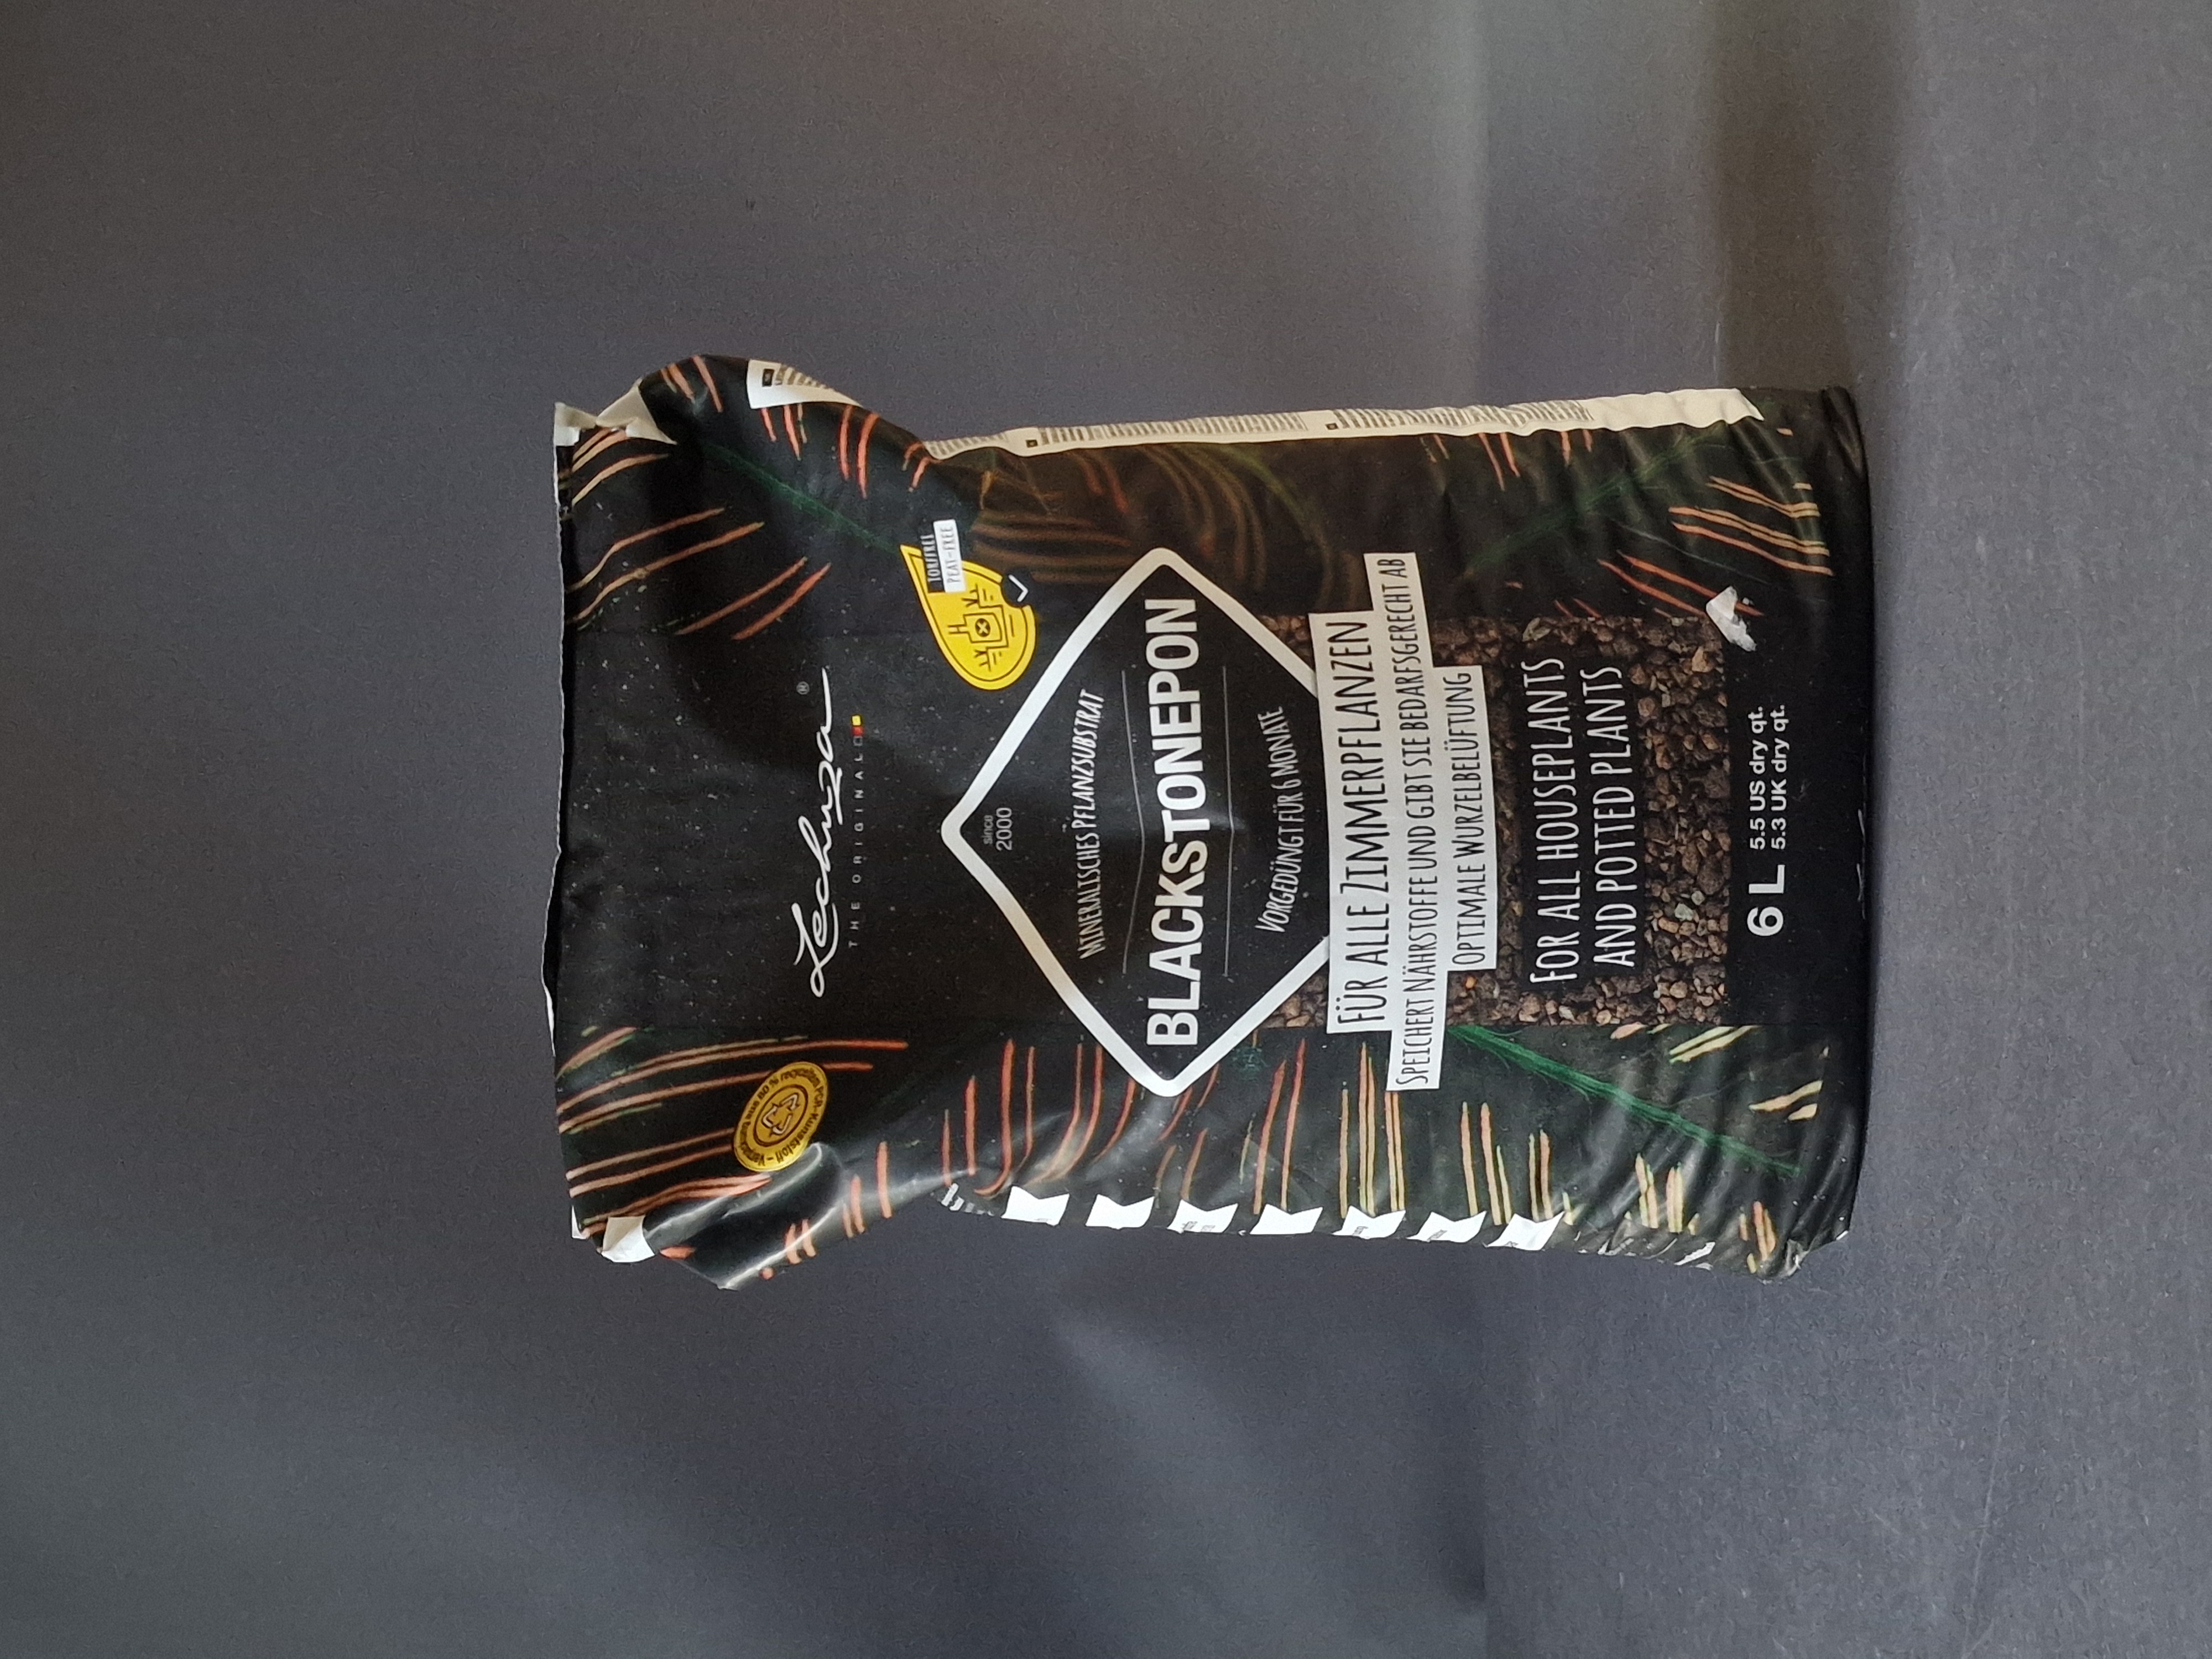 Lechuza®
THE ORIGINAL
TORFFREI
PEAT-FREE
since
2000
MINERALISCHES PFLANZSUBSTRAT
BLACKSTONEPON
VORGEDÜNGT FÜR 6 MONATE
FÜR ALLE ZIMMERPFLANZEN
SPEICHERT NÄHRSTOFFE UND GIBT SIE BEDARFSGERECHT AB
OPTIMALE WURZELBELÜFTUNG
FOR ALL HOUSEPLANTS
AND POTTED PLANTS
6 L
5.5 US dry qt.
5.3 UK dry qt.